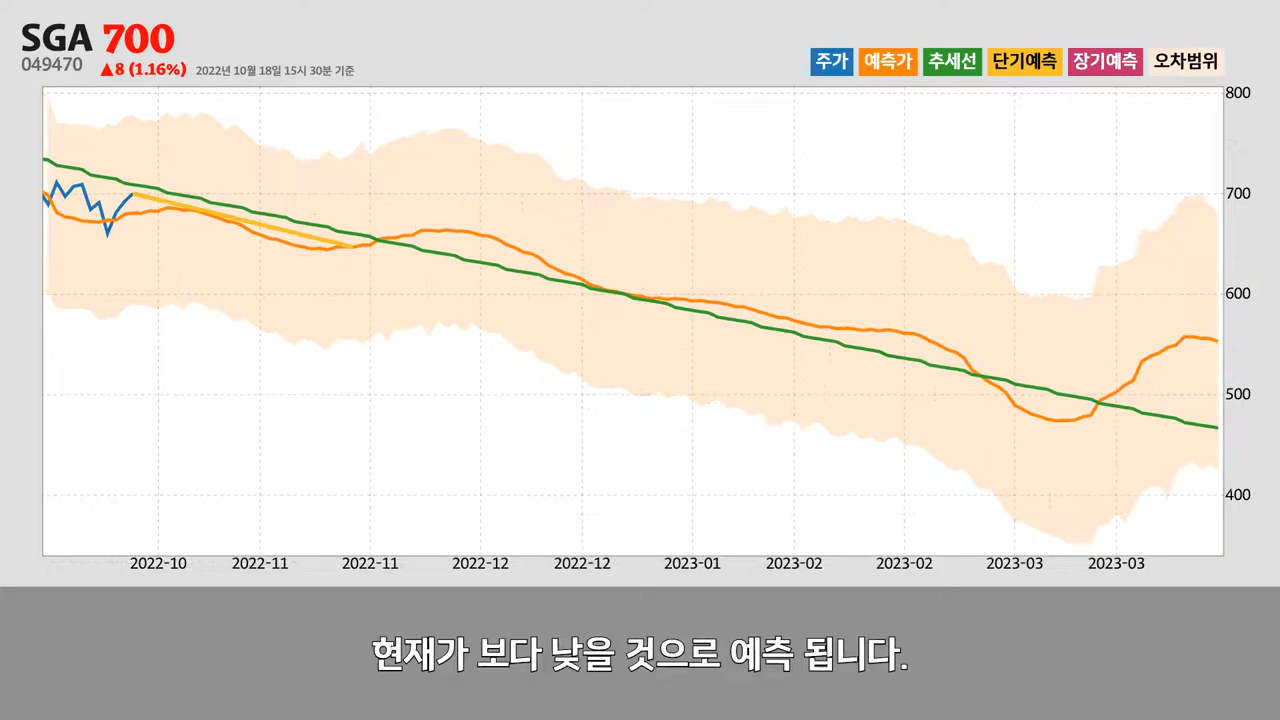 SGA 700
049470 ▲8 (1.16%) 2022년 10월 18일 15시 30분 기준
주가 예측가 추세선 단기예측 장기예측 오차범위
800
700
600
500
400
2022-10 2022-11 2022-11 2022-12 2022-12 2023-01 2023-02 2023-02 2023-03 2023-03
현재가 보다 낮을 것으로 예측 됩니다.